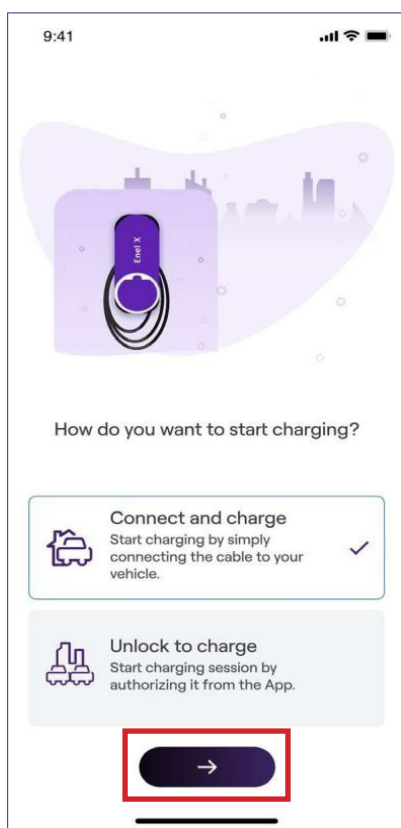 9:41
Enel X
How do you want to start charging?
Connect and charge
Start charging by simply
connecting the cable to your
vehicle.
Unlock to charge
Start charging session by
authorizing it from the App.